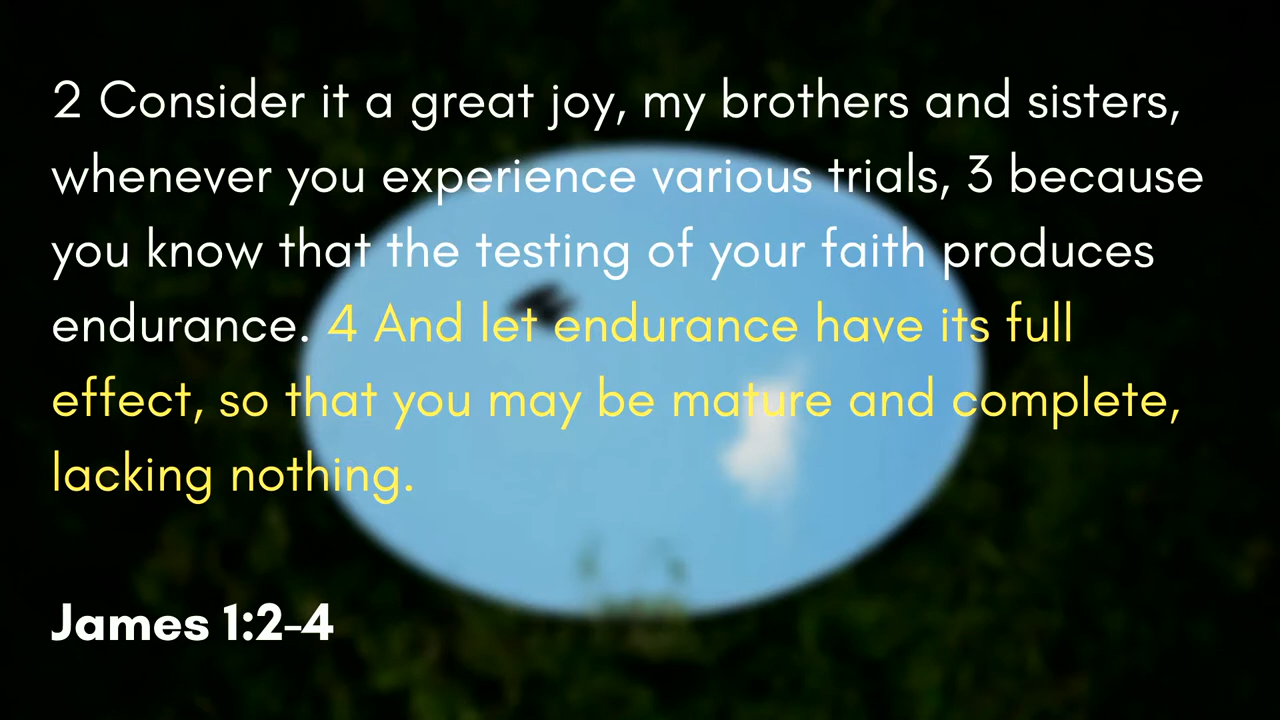 2 Consider it a great joy, my brothers and sisters,
whenever you experience various trials, 3 because
you know that the testing of your faith produces
endurance. 4 And let endurance have its full
effect, so that you may be mature and complete,
lacking nothing.
James 1:2-4